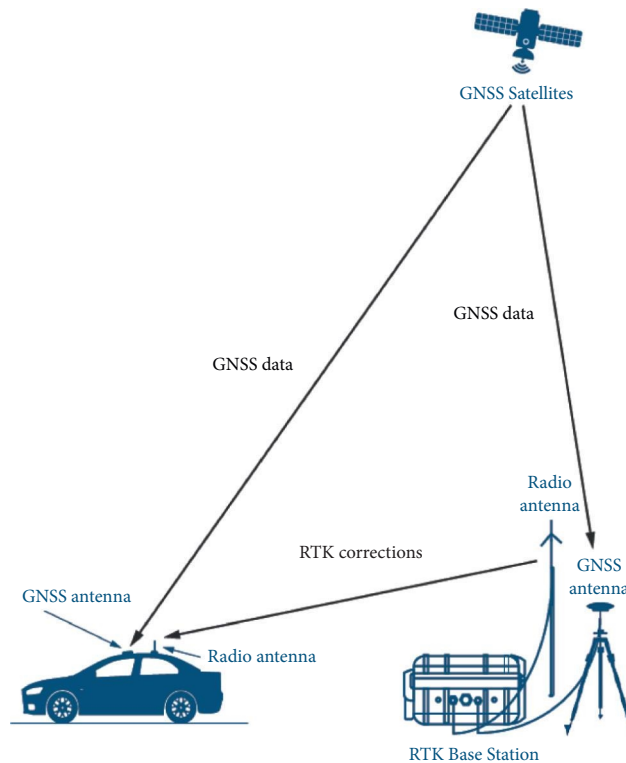 GNSS Satellites
GNSS data
GNSS data
Radio
antenna
RTK corrections
GNSS
antenna
GNSS antenna
Radio antenna
RTK Base Station